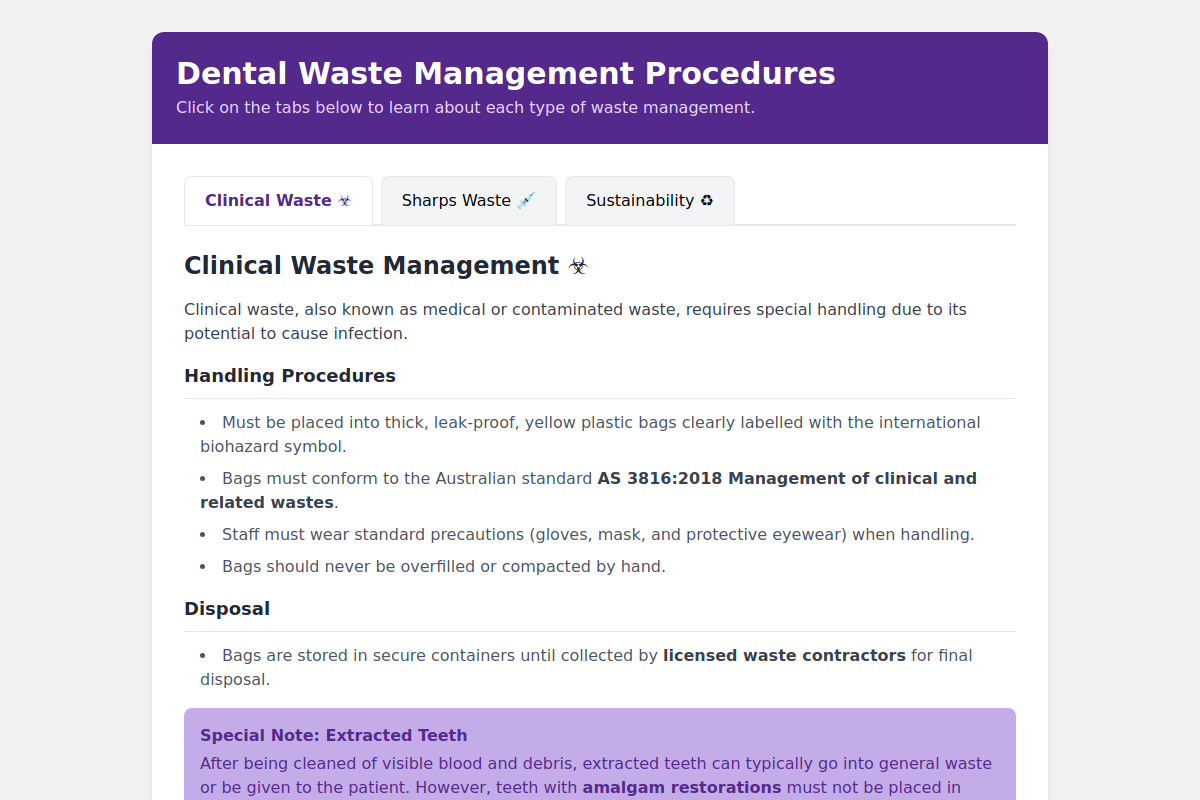 Dental Waste Management Procedures
Click on the tabs below to learn about each type of waste management.
Clinical Waste ☣
Sharps Waste 💉
Sustainability ♻
Clinical Waste Management ☣
Clinical waste, also known as medical or contaminated waste, requires special handling due to its
potential to cause infection.
Handling Procedures
• Must be placed into thick, leak-proof, yellow plastic bags clearly labelled with the international
biohazard symbol.
• Bags must conform to the Australian standard AS 3816:2018 Management of clinical and
related wastes.
• Staff must wear standard precautions (gloves, mask, and protective eyewear) when handling.
• Bags should never be overfilled or compacted by hand.
Disposal
• Bags are stored in secure containers until collected by licensed waste contractors for final
disposal.
Special Note: Extracted Teeth
After being cleaned of visible blood and debris, extracted teeth can typically go into general waste
or be given to the patient. However, teeth with amalgam restorations must not be placed in